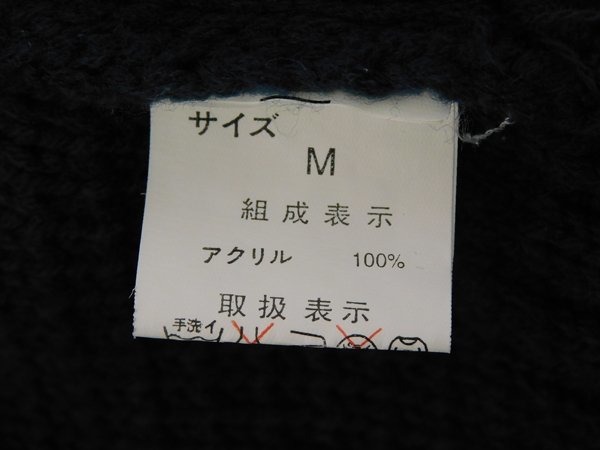 サイズ
M
組成表示
アクリル 100%
取扱表示
手洗イ